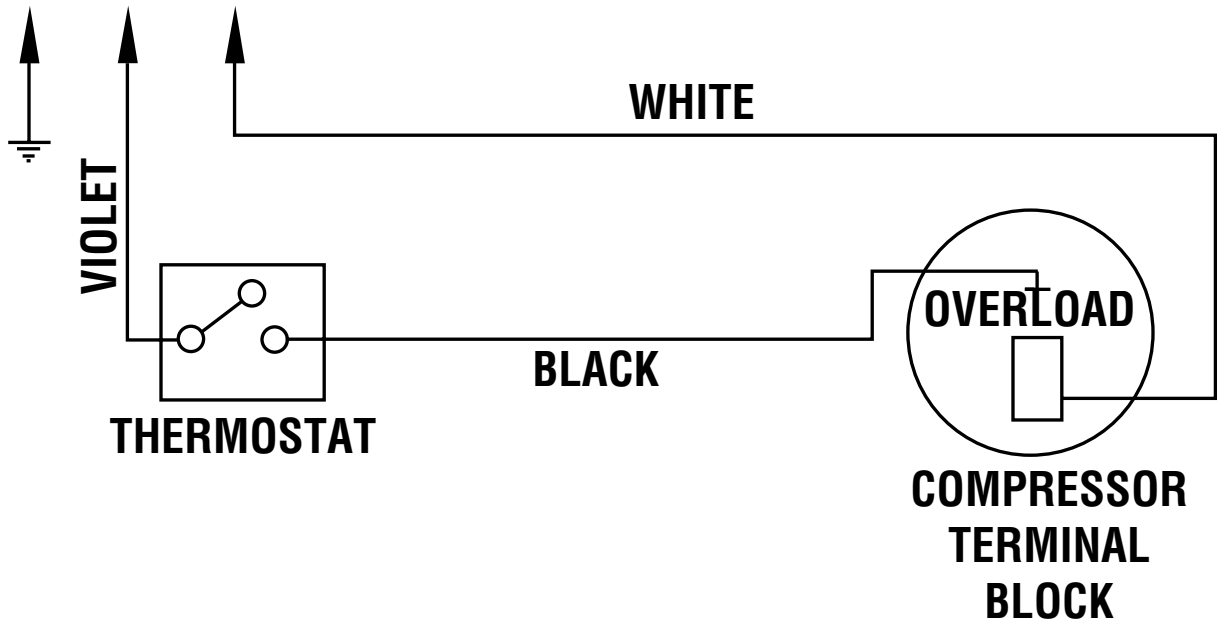 WHITE
VIOLET
OVERLOAD
BLACK
THERMOSTAT
COMPRESSOR
TERMINAL
BLOCK